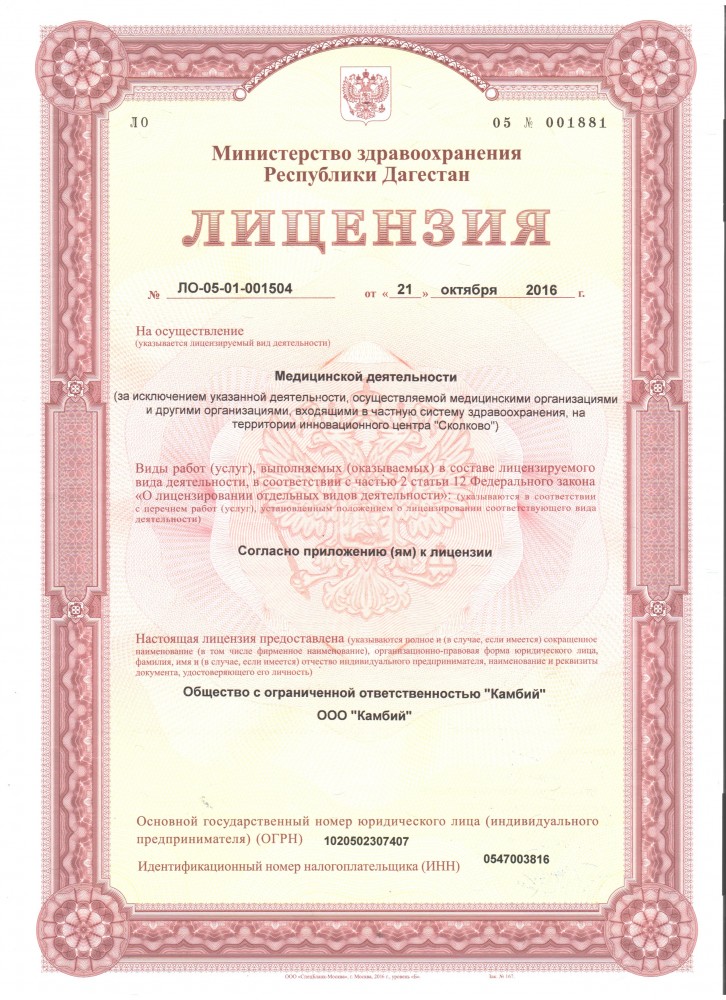 ЛО 05 № 001881
Министерство здравоохранения
Республики Дагестан
ЛИЦЕНЗИЯ
№ ЛО-05-01-001504 от « 21 » октября 2016 г.
На осуществление
(указывается лицензируемый вид деятельности)
Медицинской деятельности
(за исключением указанной деятельности, осуществляемой медицинскими организациями
и другими организациями, входящими в частную систему здравоохранения, на
территории инновационного центра "Сколково")
Виды работ (услуг), выполняемых (оказываемых) в составе лицензируемого
вида деятельности, в соответствии с частью 2 статьи 12 Федерального закона
«О лицензировании отдельных видов деятельности»: (указываются в соответствии
с перечнем работ (услуг), установленным положением о лицензировании соответствующего вида
деятельности)
Согласно приложению (ям) к лицензии
Настоящая лицензия предоставлена (указываются полное и (в случае, если имеется) сокращенное
наименование (в том числе фирменное наименование), организационно-правовая форма юридического лица,
фамилия, имя и (в случае, если имеется) отчество индивидуального предпринимателя, наименование и реквизиты
документа, удостоверяющего его личность)
Общество с ограниченной ответственностью "Камбий"
ООО "Камбий"
Основной государственный номер юридического лица (индивидуального
предпринимателя) (ОГРН) 1020502307407
Идентификационный номер налогоплательщика (ИНН) 0547003816
г. Москва, 2016 г., уровень «Б»
Зак. № 167